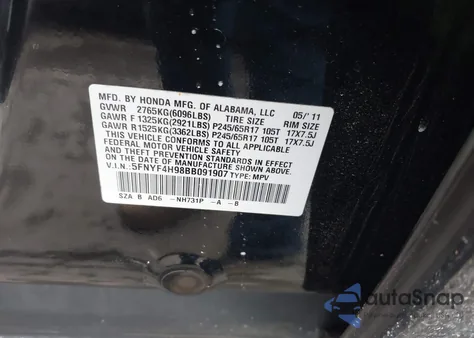 MFD. BY HONDA MFG. OF ALABAMA, LLC 05/'11
GVWR 2765KG(6096LBS) TIRE SIZE RIM SIZE
GAWR F 1325KG(2921LBS) P245/65R17 105T 17X7.5J
GAWR R 1525KG(3362LBS) P245/65R17 105T 17X7.5J
THIS VEHICLE CONFORMS TO ALL APPLICABLE
FEDERAL MOTOR VEHICLE SAFETY STANDARDS IN
EFFECT ON THE DATE OF MANUFACTURE SHOWN ABOVE.
V.I.N.: 5FNYF4H98BB091907 TYPE: MPV
SZA B AD6 -NH731P -A -B
autoSnap